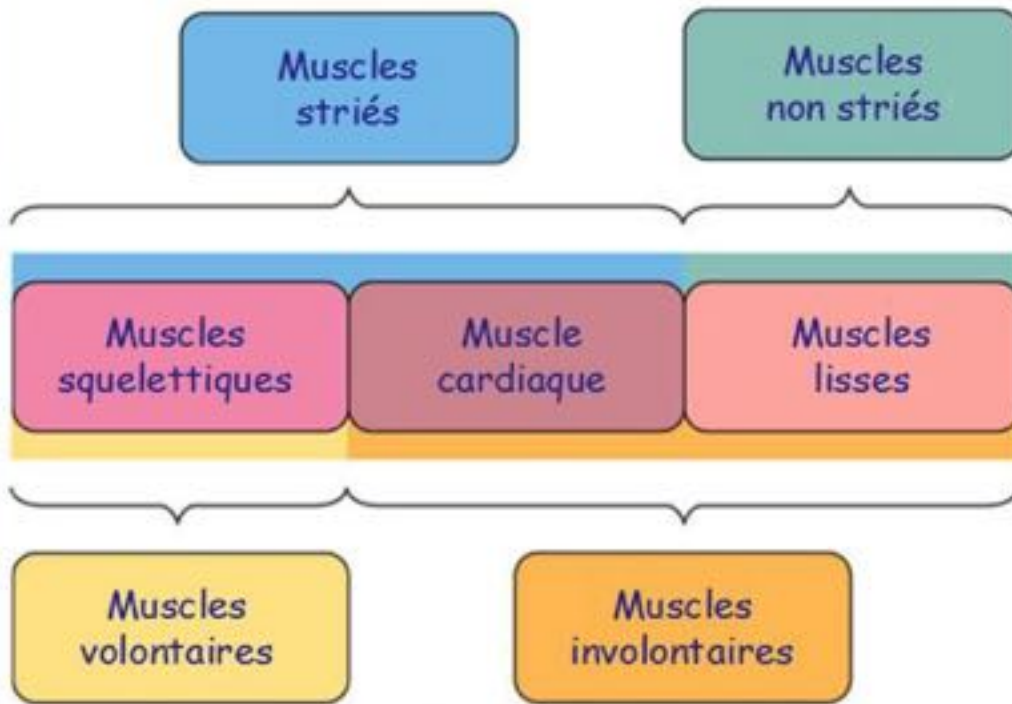 Muscles
striés
Muscles
non striés
Muscles
squelettiques
Muscle
cardiaque
Muscles
lisses
Muscles
volontaires
Muscles
involontaires